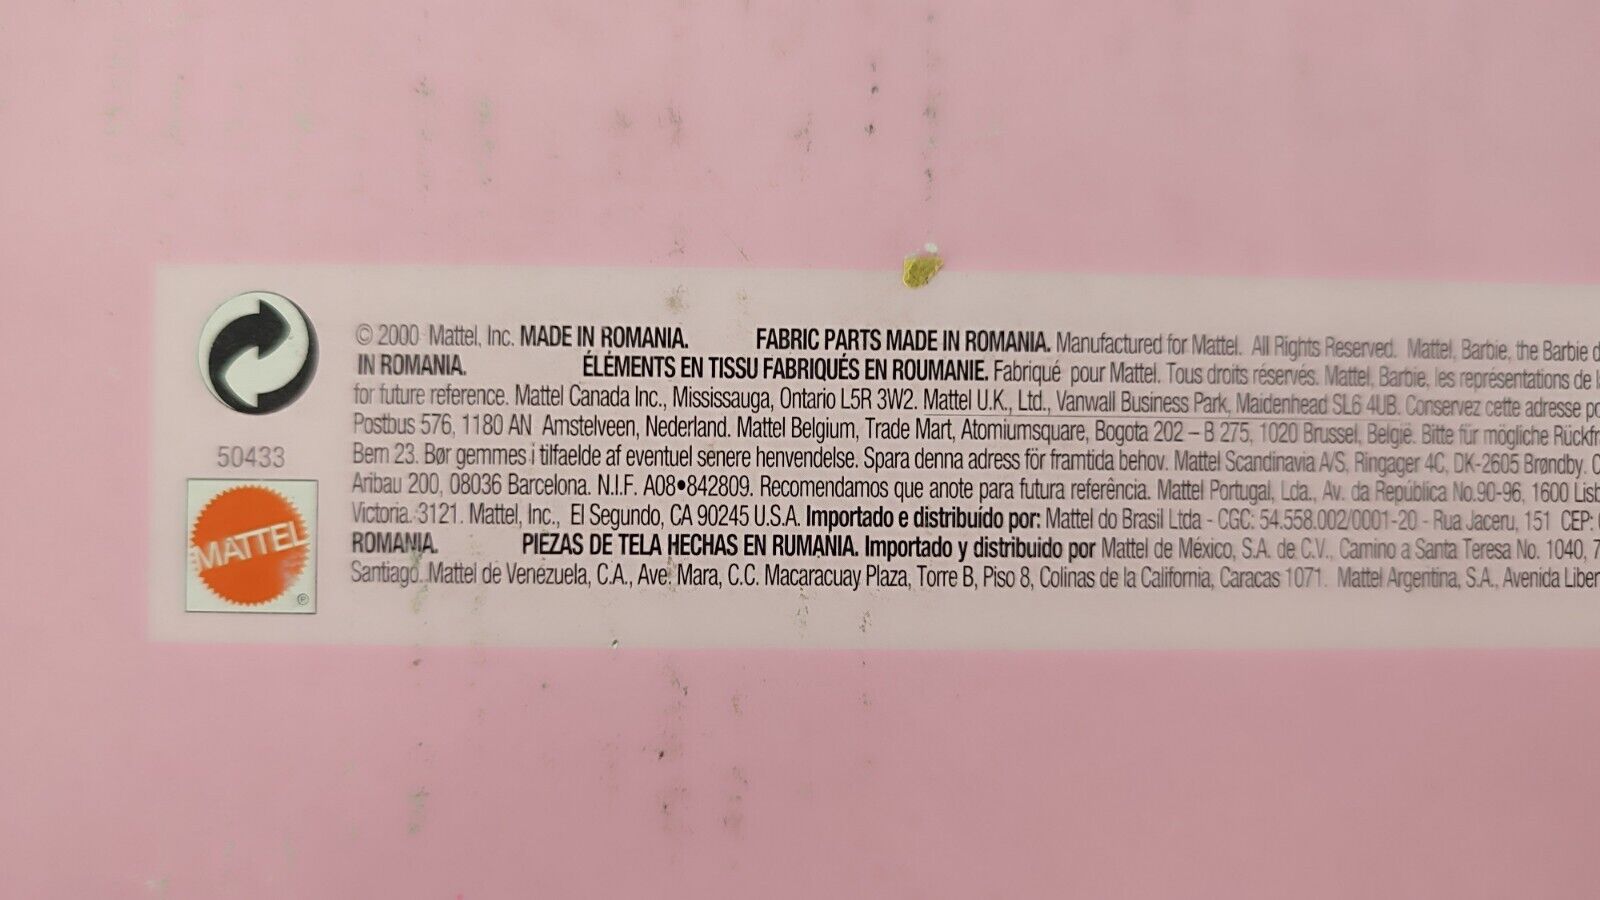 © 2000 Mattel, Inc. MADE IN ROMANIA. FABRIC PARTS MADE IN ROMANIA. Manufactured for Mattel. All Rights Reserved. Mattel, Barbie, the Barbie d
IN ROMANIA. ÉLÉMENTS EN TISSU FABRIQUÉS EN ROUMANIE. Fabriqué pour Mattel. Tous droits réservés. Mattel, Barbie, les représentations de
for future reference. Mattel Canada Inc., Mississauga, Ontario L5R 3W2. Mattel U.K., Ltd., Vanwall Business Park, Maidenhead SL6 4UB. Conservez cette adresse po
Postbus 576, 1180 AN Amstelveen, Nederland. Mattel Belgium, Trade Mart, Atomiumsquare, Bogota 202 – B 275, 1020 Brussel, België. Bitte für mögliche Rückfr
Bern 23. Bør gemmes i tilfaelde af eventuel senere henvendelse. Spara denna adress för framtida behov. Mattel Scandinavia A/S, Ringager 4C, DK-2605 Brøndby.
Aribau 200, 08036 Barcelona. N.I.F. A08•842809. Recomendamos que anote para futura referência. Mattel Portugal, Lda., Av. da República No.90-96, 1600 Lisb
Victoria. 3121. Mattel, Inc., El Segundo, CA 90245 U.S.A. Importado e distribuído por: Mattel do Brasil Ltda - CGC: 54.558.002/0001-20 - Rua Jaceru, 151 CEP:
ROMANIA. PIEZAS DE TELA HECHAS EN RUMANIA. Importado y distribuido por Mattel de México, S.A. de C.V., Camino a Santa Teresa No. 1040, 7
Santiago. Mattel de Venezuela, C.A., Ave. Mara, C.C. Macaracuay Plaza, Torre B, Piso 8, Colinas de la California, Caracas 1071. Mattel Argentina, S.A., Avenida Liber
50433
MATTEL